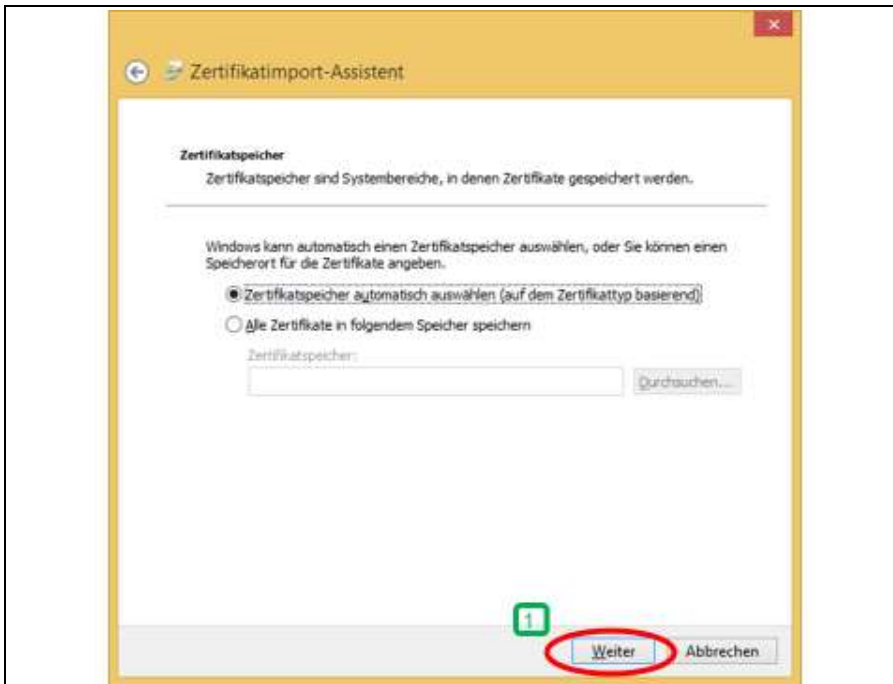 Zertifikatimport-Assistent
Zertifikatspeicher
Zertifikatspeicher sind Systembereiche, in denen Zertifikate gespeichert werden.
Windows kann automatisch einen Zertifikatspeicher auswählen, oder Sie können einen
Speicherort für die Zertifikate angeben.
Zertifikatspeicher automatisch auswählen (auf dem Zertifikattyp basierend)
Alle Zertifikate in folgendem Speicher speichern
Zertifikatspeicher:
Durchsuchen...
1
Weiter Abbrechen